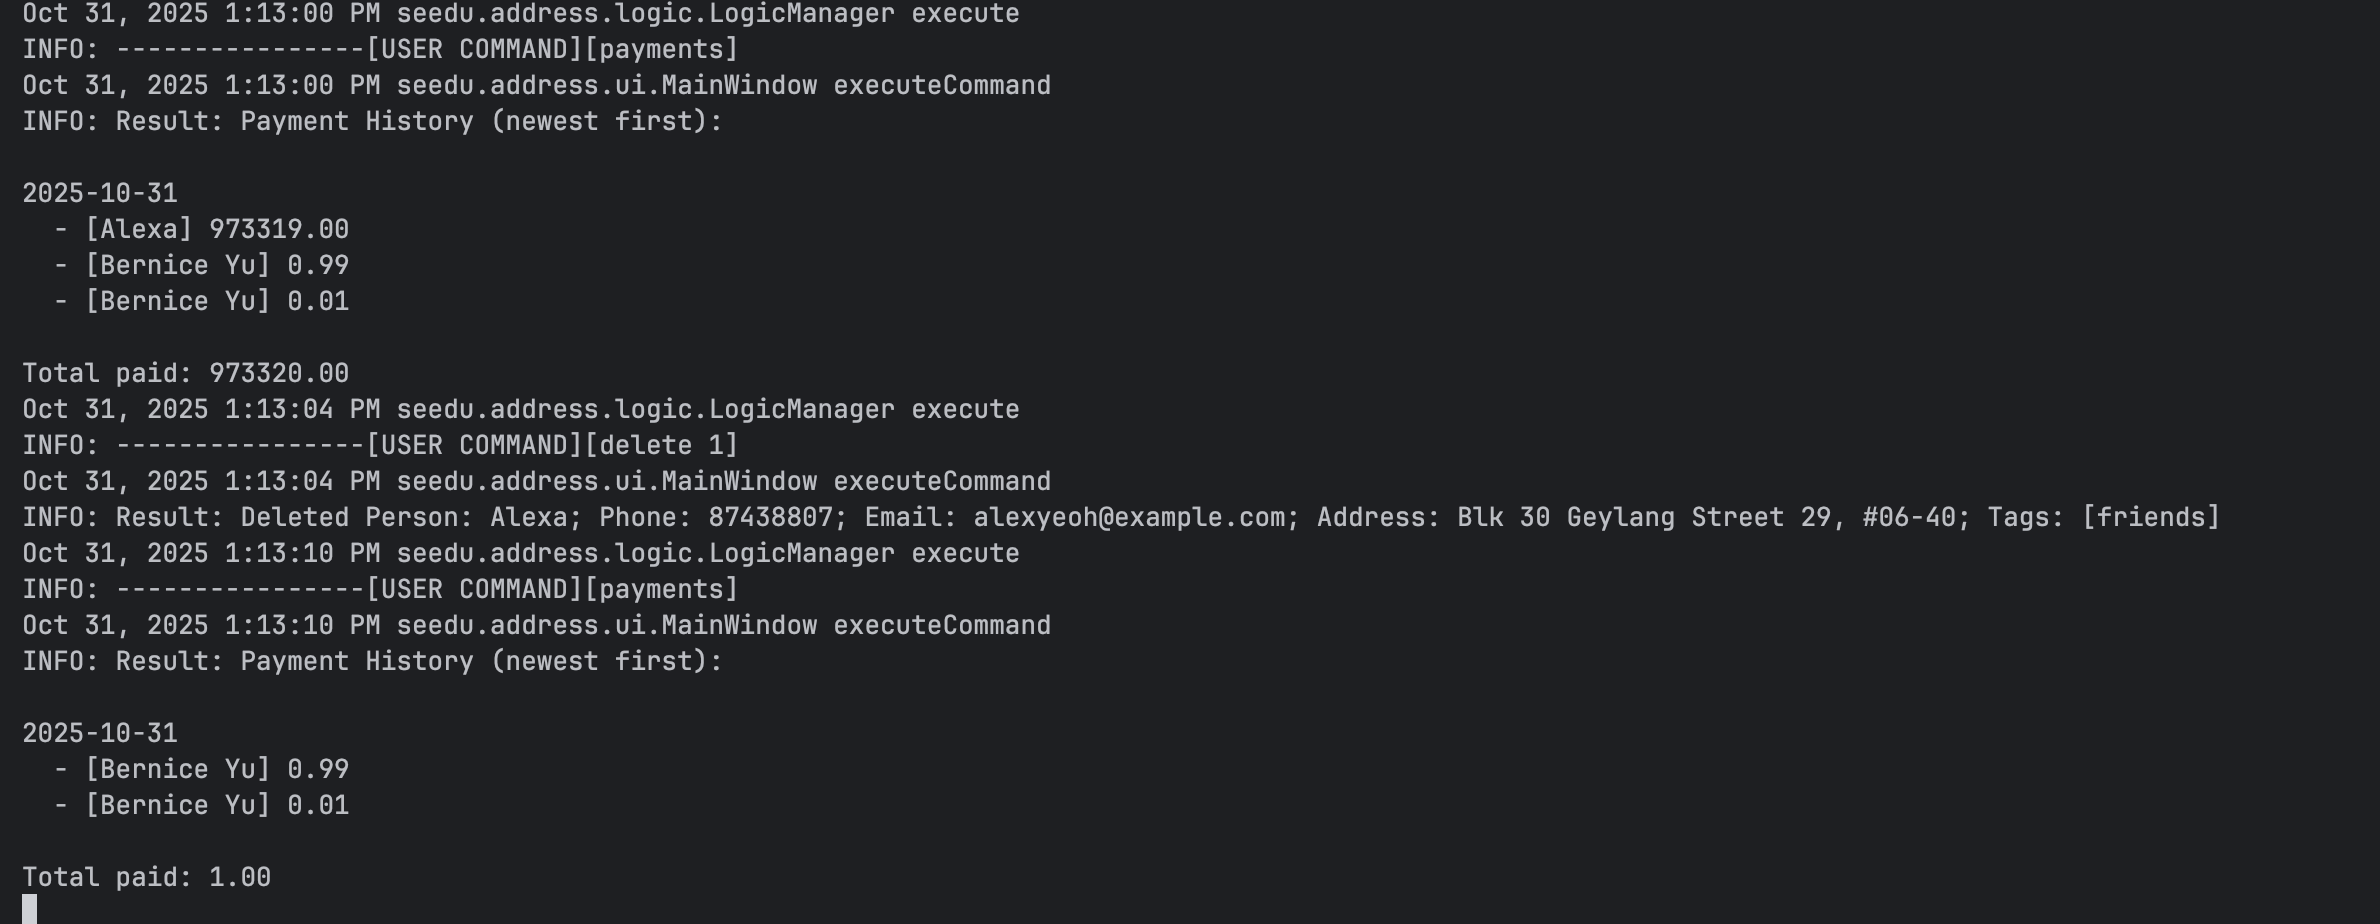 Oct 31, 2025 1:13:00 PM seedu.address.logic.LogicManager execute
INFO: ----------------[USER COMMAND][payments]
Oct 31, 2025 1:13:00 PM seedu.address.ui.MainWindow executeCommand
INFO: Result: Payment History (newest first):

2025-10-31
  - [Alexa] 973319.00
  - [Bernice Yu] 0.99
  - [Bernice Yu] 0.01

Total paid: 973320.00
Oct 31, 2025 1:13:04 PM seedu.address.logic.LogicManager execute
INFO: ----------------[USER COMMAND][delete 1]
Oct 31, 2025 1:13:04 PM seedu.address.ui.MainWindow executeCommand
INFO: Result: Deleted Person: Alexa; Phone: 87438807; Email: alexyeoh@example.com; Address: Blk 30 Geylang Street 29, #06-40; Tags: [friends]
Oct 31, 2025 1:13:10 PM seedu.address.logic.LogicManager execute
INFO: ----------------[USER COMMAND][payments]
Oct 31, 2025 1:13:10 PM seedu.address.ui.MainWindow executeCommand
INFO: Result: Payment History (newest first):

2025-10-31
  - [Bernice Yu] 0.99
  - [Bernice Yu] 0.01

Total paid: 1.00